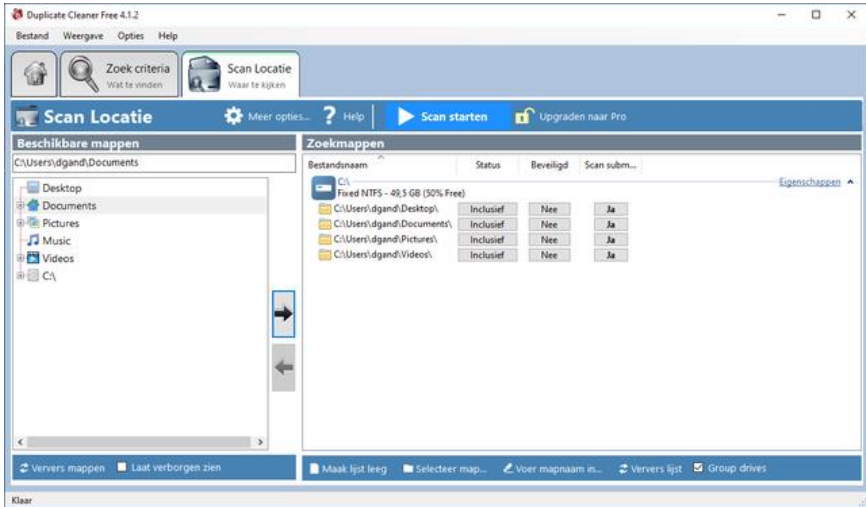 Duplicate Cleaner Free 4.1.2
Bestand Weergave Opties Help
Zoek criteria
Wat te vinden
Scan Locatie
Waar te kijken
Scan Locatie
Meer opties...
Help
Scan starten
Upgraden naar Pro
Beschikbare mappen
C:\Users\dgand\Documents
Desktop
Documents
Pictures
Music
Videos
C:\
Zoekmappen
Bestandsnaam Status Beveiligd Scan subm...
C:\
Fixed NTFS - 49,5 GB (50% Free)
Eigenschappen
C:\Users\dgand\Desktop\ Inclusief Nee Ja
C:\Users\dgand\Documents\ Inclusief Nee Ja
C:\Users\dgand\Pictures\ Inclusief Nee Ja
C:\Users\dgand\Videos\ Inclusief Nee Ja
Ververs mappen Laat verborgen zien
Maak lijst leeg Selecteer map... Voer mapnaam in... Ververs lijst Group drives
Klaar